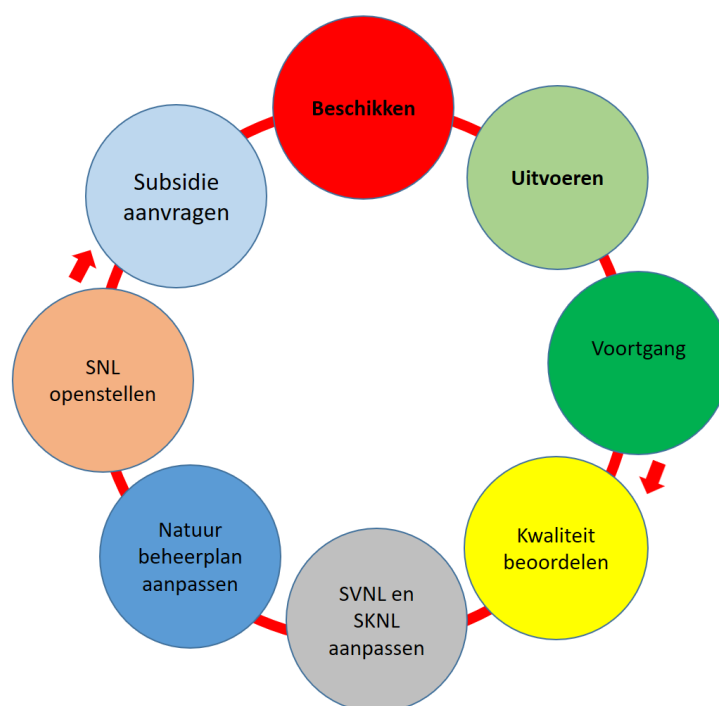 Beschikken
Uitvoeren
Voortgang
Kwaliteit
beoordelen
SVNL en
SKNL
aanpassen
Natuur
beheerplan
aanpassen
SNL
openstellen
Subsidie
aanvragen